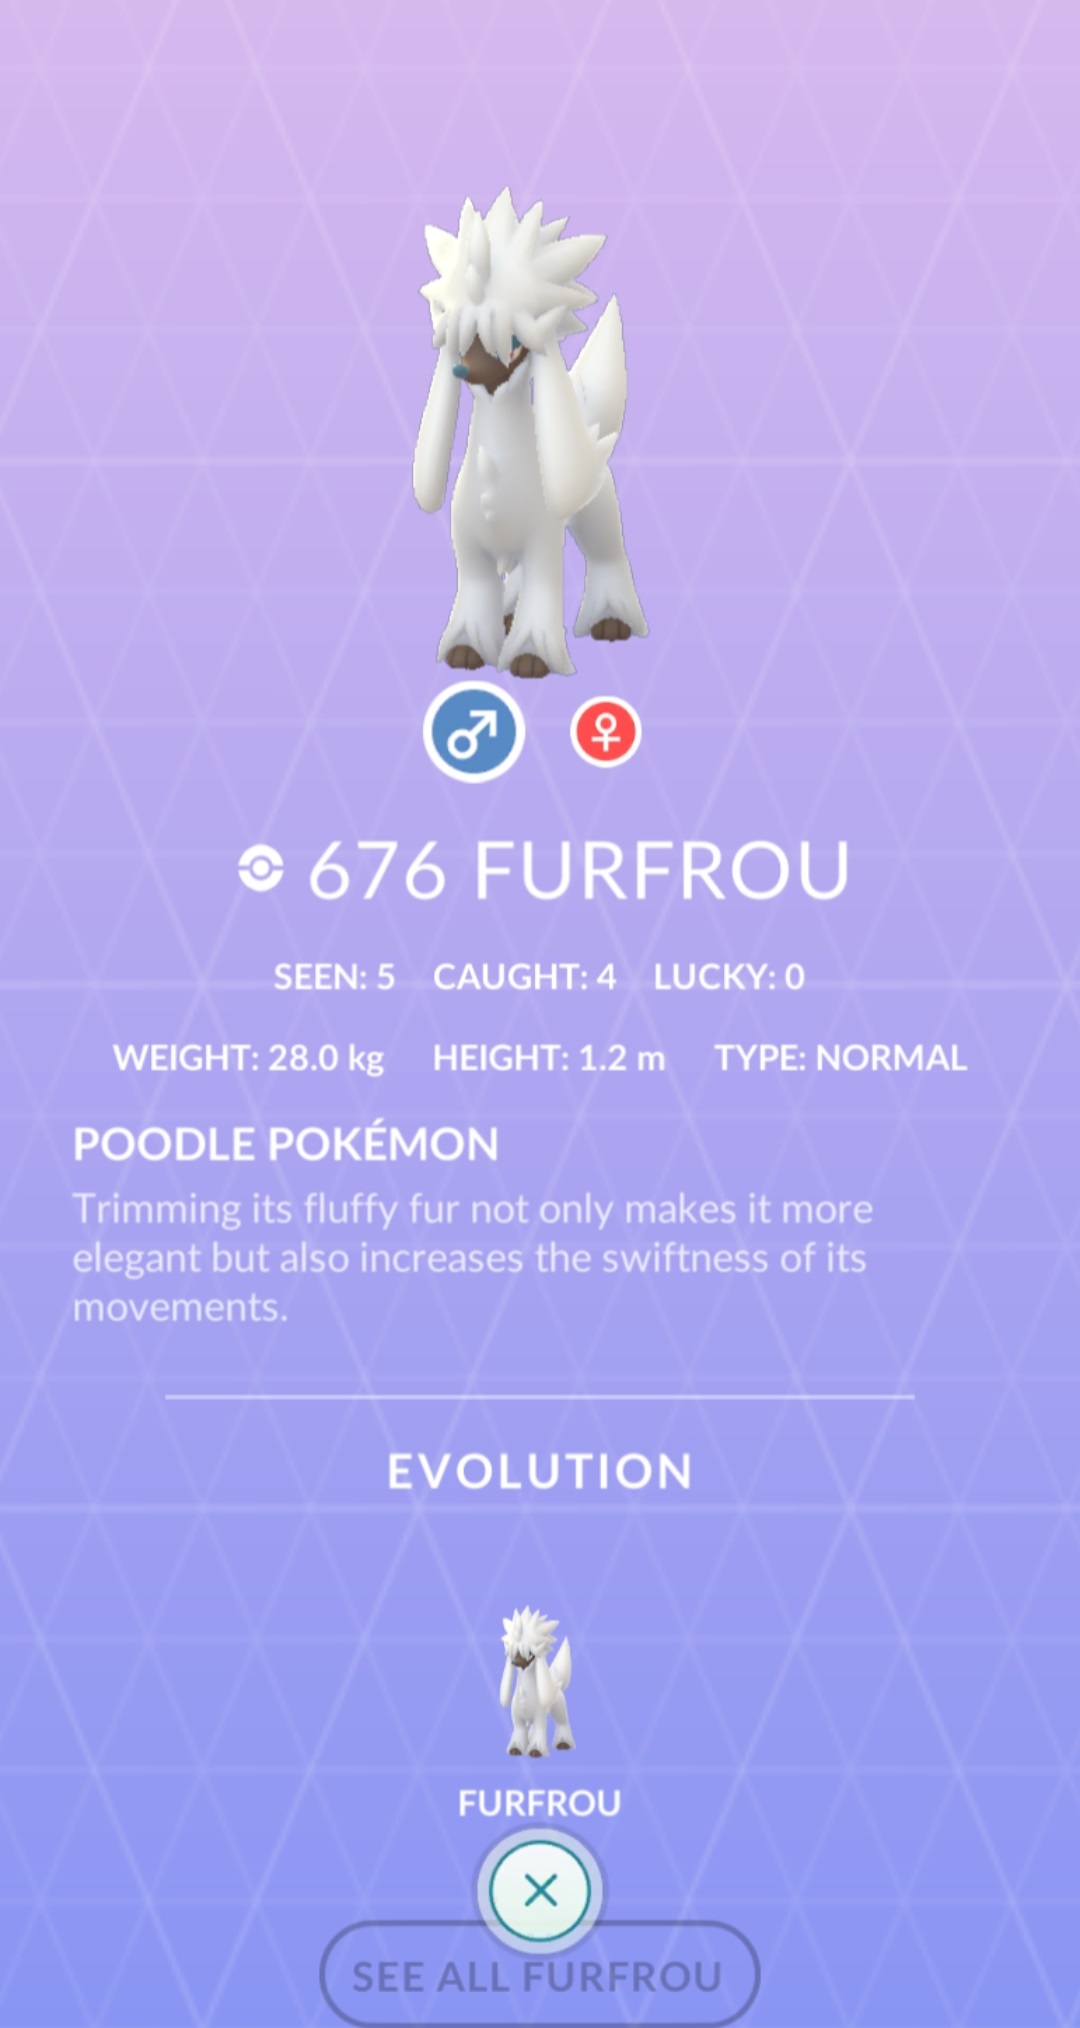 676 FURFROU
SEEN: 5 CAUGHT: 4 LUCKY: 0
WEIGHT: 28.0 kg HEIGHT: 1.2 m TYPE: NORMAL
POODLE POKÉMON
Trimming its fluffy fur not only makes it more
elegant but also increases the swiftness of its
movements.
EVOLUTION
FURFROU
SEE ALL FURFROU